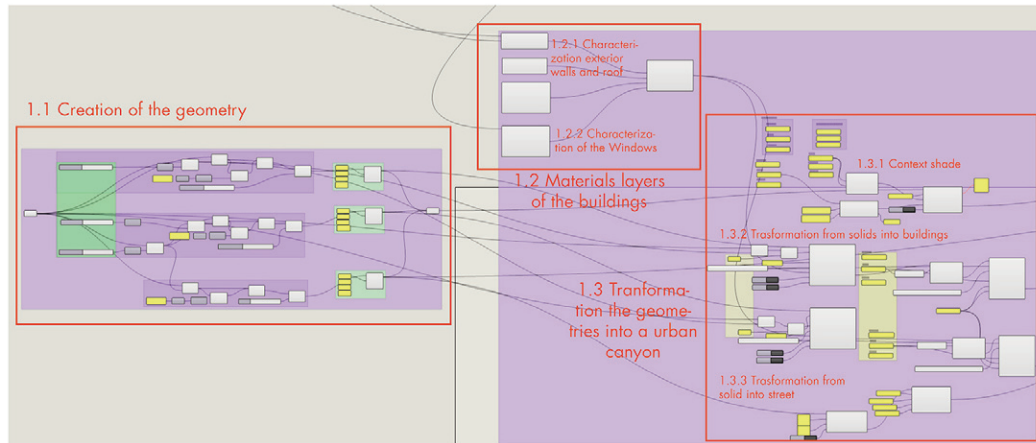 1.1 Creation of the geometry
1.2.1 Characteri-
zation exterior
walls and roof
1.2.2 Characteriza-
tion of the Windows
1.2 Materials layers
of the buildings
1.3.1 Context shade
1.3.2 Trasformation from solids into buildings
1.3 Tranforma-
tion the geome-
tries into a urban
canyon
1.3.3 Trasformation from
solid into street